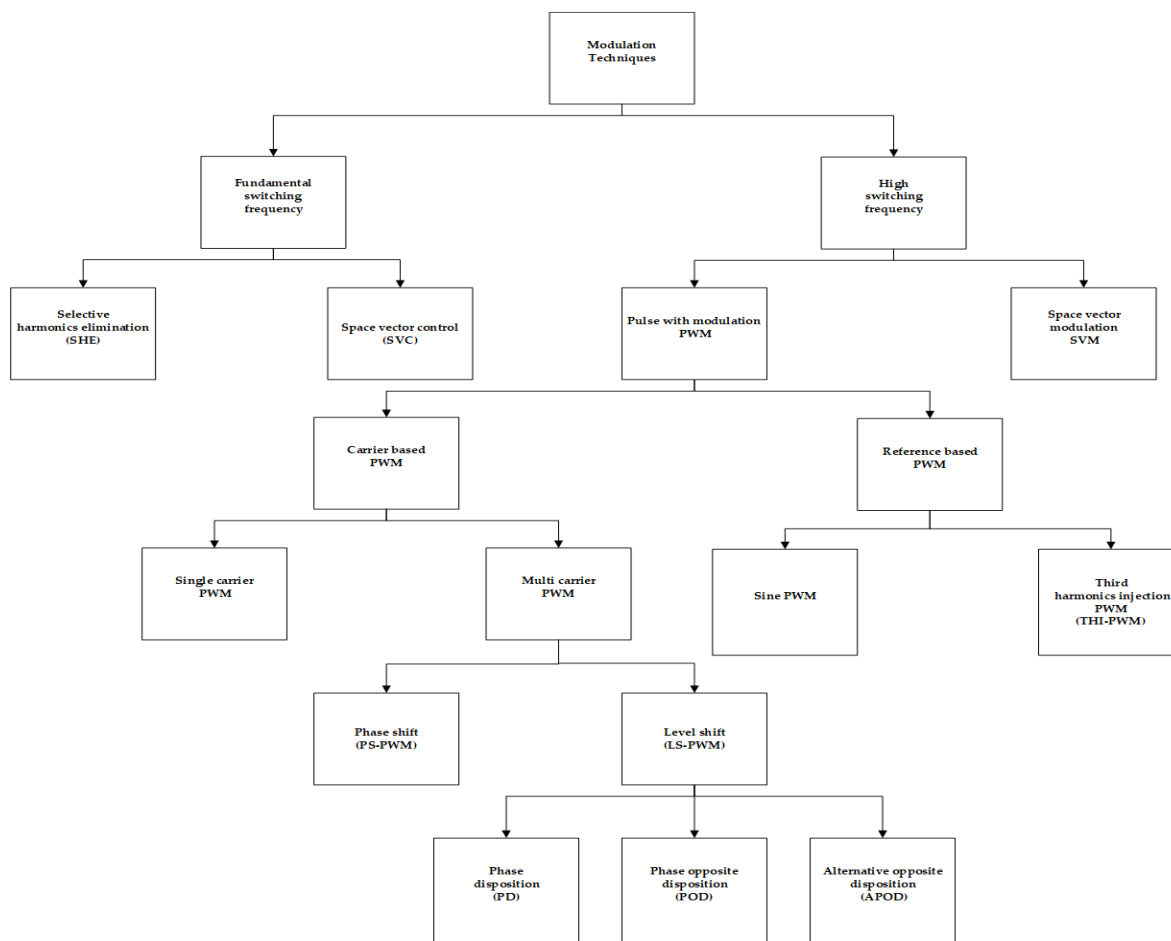 Modulation
Techniques
Fundamental
switching
frequency
High
switching
frequency
Selective
harmonics elimination
(SHE)
Space vector control
(SVC)
Pulse with modulation
PWM
Space vector
modulation
SVM
Carrier based
PWM
Reference based
PWM
Single carrier
PWM
Multi carrier
PWM
Sine PWM
Third
harmonics injection
PWM
(THI-PWM)
Phase shift
(PS-PWM)
Level shift
(LS-PWM)
Phase
disposition
(PD)
Phase opposite
disposition
(POD)
Alternative opposite
disposition
(APOD)